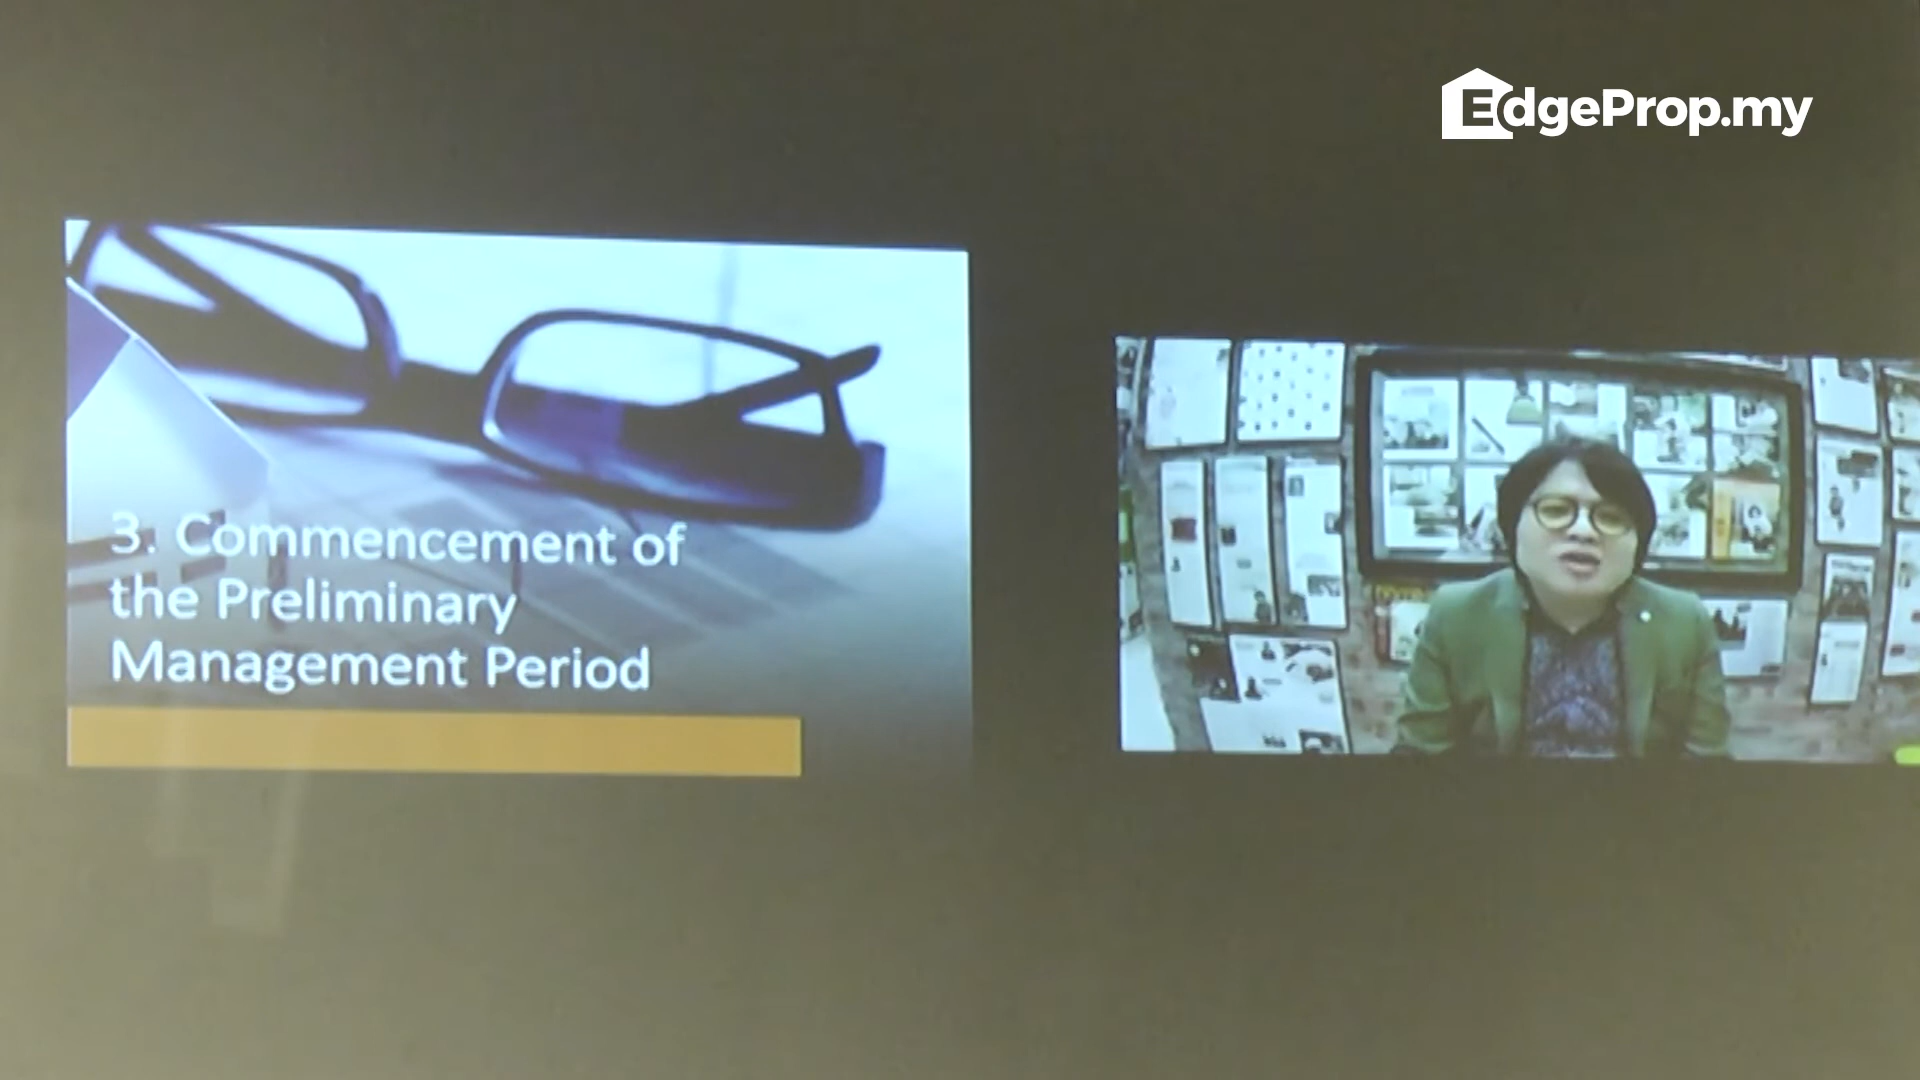 EdgeProp.my
3. Commencement of
the Preliminary
Management Period